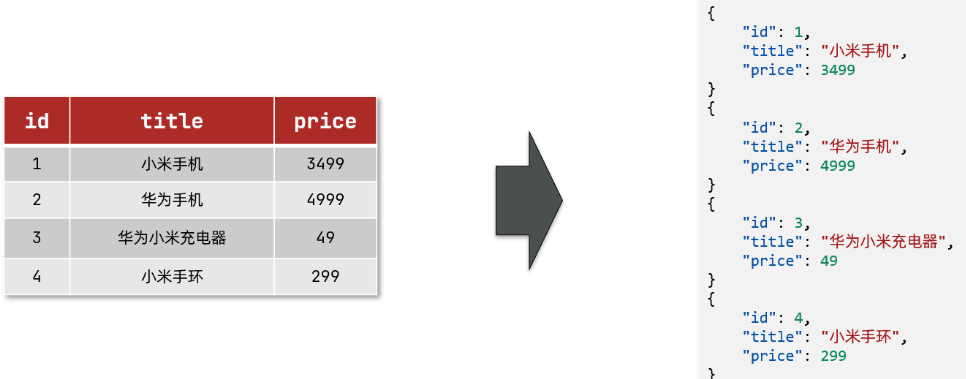 id title price
1 小米手机 3499
2 华为手机 4999
3 华为小米充电器 49
4 小米手环 299
{
"id": 1,
"title": "小米手机",
"price": 3499
}
{
"id": 2,
"title": "华为手机",
"price": 4999
}
{
"id": 3,
"title": "华为小米充电器",
"price": 49
}
{
"id": 4,
"title": "小米手环",
"price": 299
}